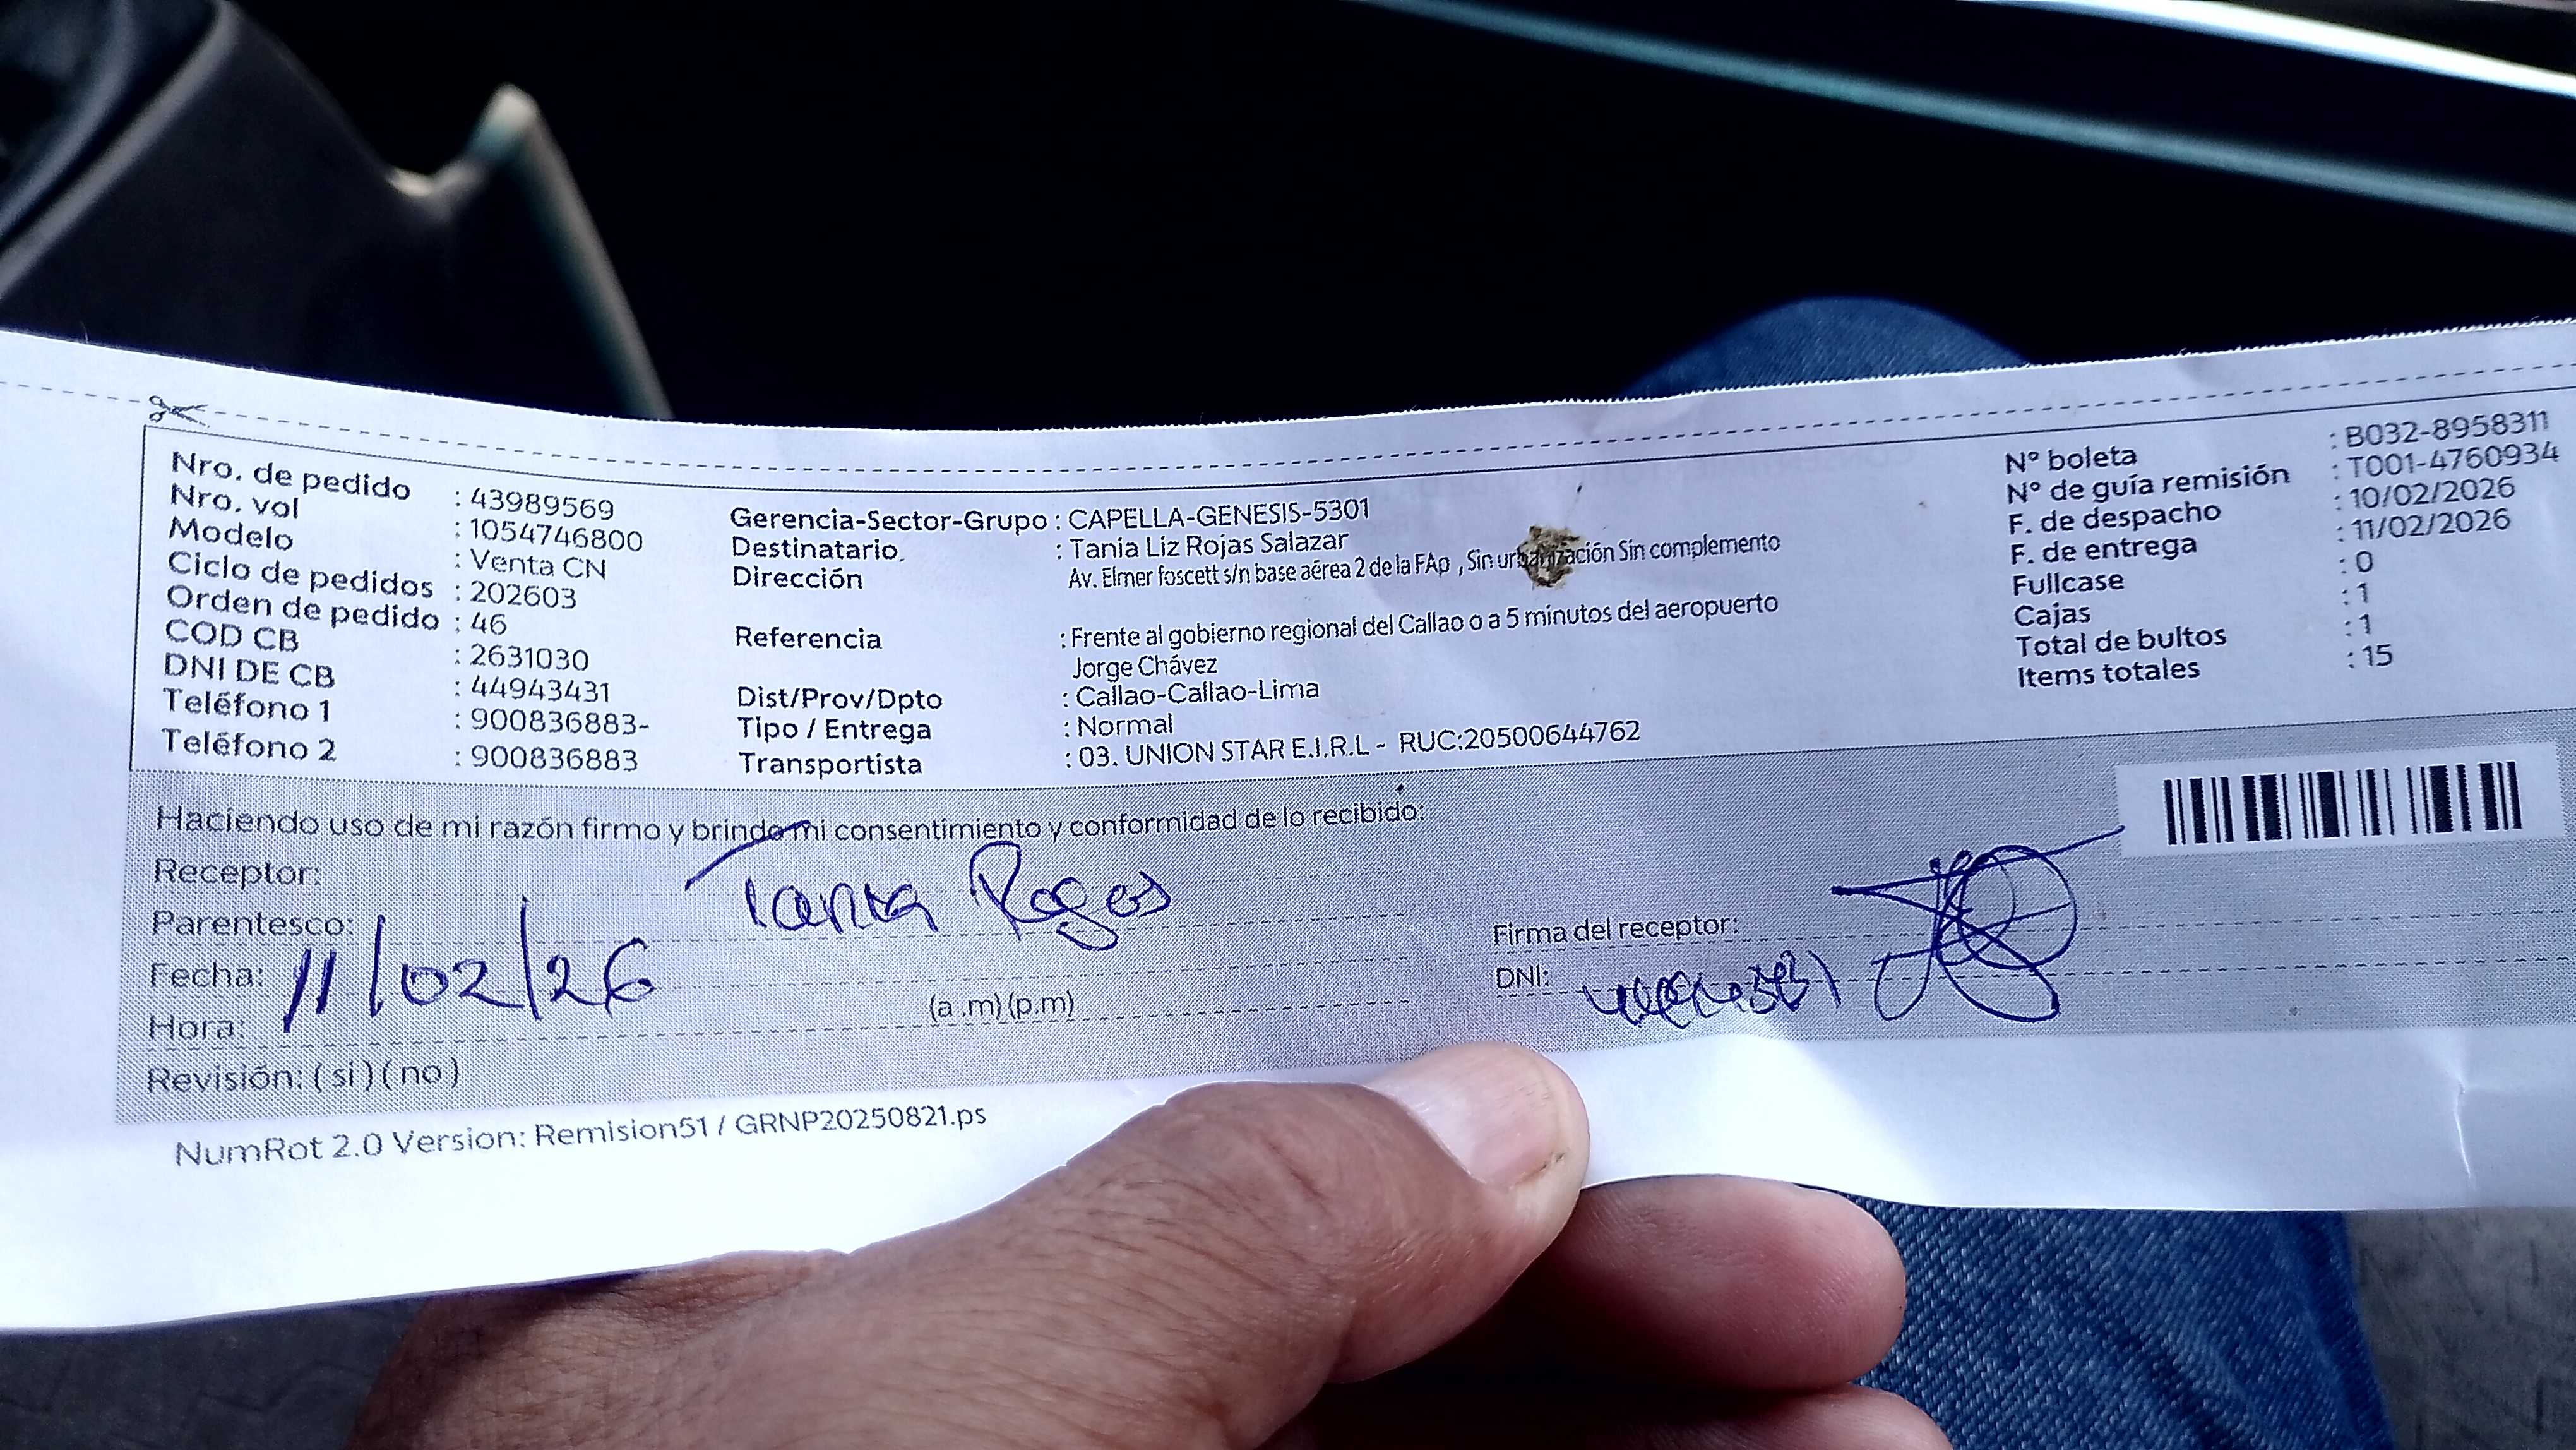 Nro. de pedido : 43989569
Nro. vol : 1054746800
Modelo : Venta CN
Ciclo de pedidos : 202603
Orden de pedido : 46
COD CB : 2631030
DNI DE CB : 44943431
Teléfono 1 : 900836883-
Teléfono 2 : 900836883
Gerencia-Sector-Grupo : CAPELLA-GENESIS-5301
Destinatario. : Tania Liz Rojas Salazar
Dirección Av. Elmer foscett s/n base aérea 2 de la FAp , Sin urbanización Sin complemento
Referencia : Frente al gobierno regional del Callao o a 5 minutos del aeropuerto
Jorge Chávez
Dist/Prov/Dpto : Callao-Callao-Lima
Tipo / Entrega : Normal
Transportista : 03. UNION STAR E.I.R.L - RUC:20500644762
N° boleta : B032-8958311
N° de guía remisión : T001-4760934
F. de despacho : 10/02/2026
F. de entrega : 11/02/2026
Fullcase : 0
Cajas : 1
Total de bultos : 1
Items totales : 15
Haciendo uso de mi razón firmo y brindo mi consentimiento y conformidad de lo recibido:
Receptor: Tania Rojas
Parentesco:
Fecha: 11/02/26
Hora: (a .m) (p.m)
Revisión: ( si ) ( no )
Firma del receptor:
DNI:
NumRot 2.0 Version: Remision51 / GRNP20250821.ps